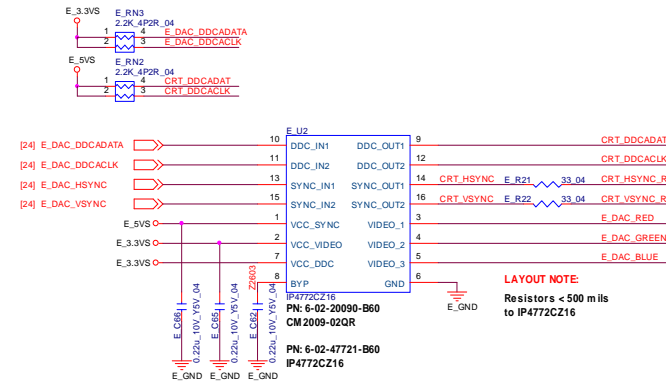 E_3.3VS
E_RN3
2.2K_4P2R_04
1 4 E_DAC_DDCADATA
2 3 E_DAC_DDCACLK
E_5VS
E_RN2
2.2K_4P2R_04
1 4 CRT_DDCADAT
2 3 CRT_DDCACLK
E_U2
[24] E_DAC_DDCADATA 10 DDC_IN1 DDC_OUT1 9 CRT_DDCADAT
[24] E_DAC_DDCACLK 11 DDC_IN2 DDC_OUT2 12 CRT_DDCACLK
[24] E_DAC_HSYNC 13 SYNC_IN1 SYNC_OUT1 14 CRT_HSYNC E_R21 33_04 CRT_HSYNC_R
[24] E_DAC_VSYNC 15 SYNC_IN2 SYNC_OUT2 16 CRT_VSYNC E_R22 33_04 CRT_VSYNC_R
E_5VS 1 VCC_SYNC VIDEO_1 3 E_DAC_RED
E_3.3VS 2 VCC_VIDEO VIDEO_2 4 E_DAC_GREEN
E_3.3VS 7 VCC_DDC VIDEO_3 5 E_DAC_BLUE
Z2603 8 BYP GND 6
E_GND
IP4772CZ16
PN: 6-02-20090-B60
CM2009-02QR
PN: 6-02-47721-B60
IP4772CZ16
LAYOUT NOTE:
Resistors < 500 mils
to IP4772CZ16
E_C66
0.22u_10V_Y5V_04
E_C65
0.22u_10V_Y5V_04
E_C62
0.22u_10V_Y5V_04
E_GND E_GND E_GND